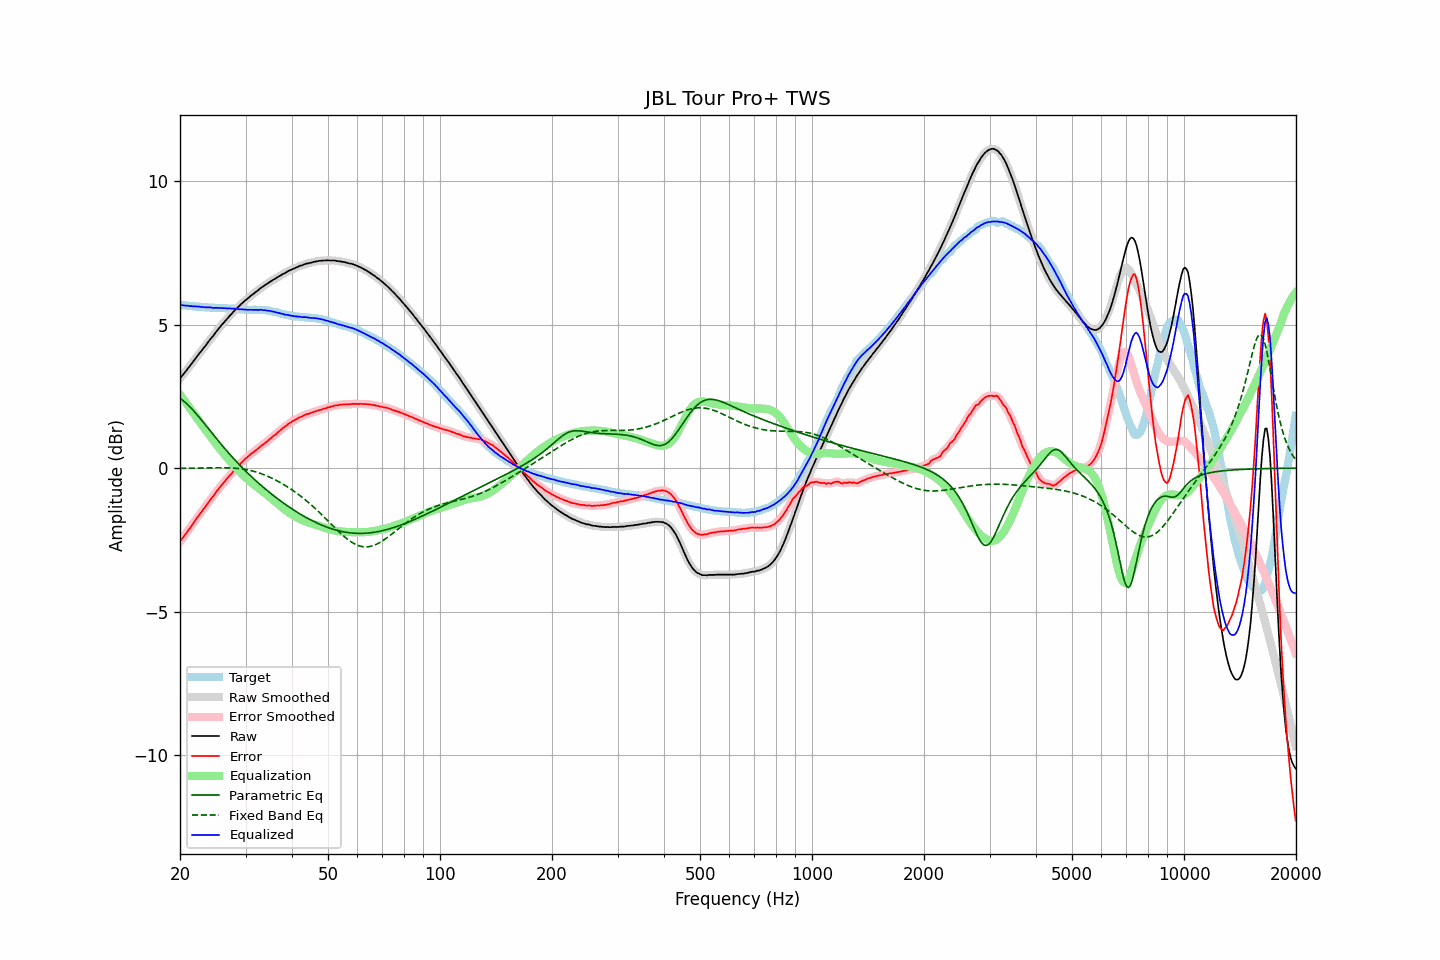 JBL Tour Pro+ TWS
Amplitude (dBr)
10
5
0
−5
−10
Target
Raw Smoothed
Error Smoothed
Raw
Error
Equalization
Parametric Eq
Fixed Band Eq
Equalized
20 50 100 200 500 1000 2000 5000 10000 20000
Frequency (Hz)